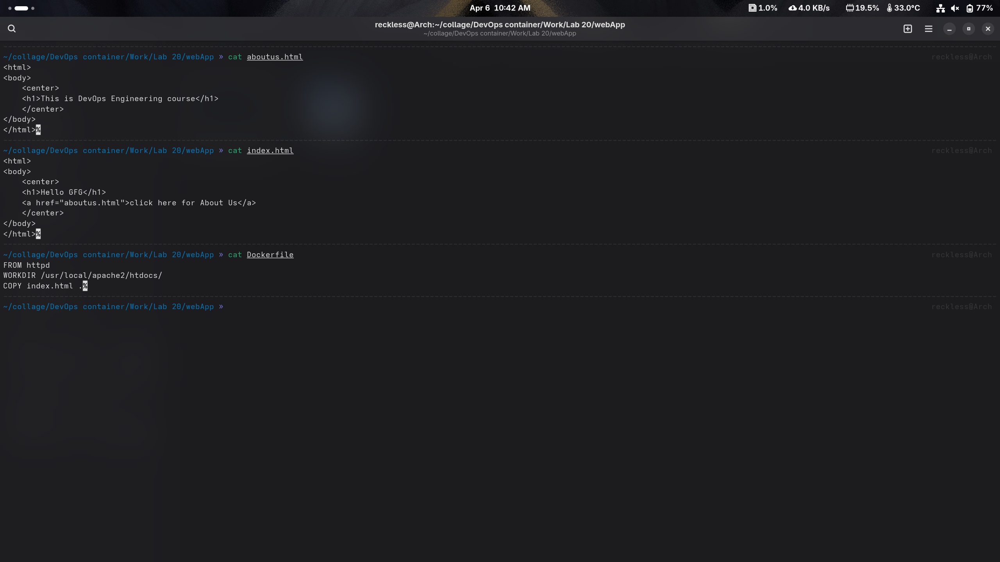 Apr 6  10:42 AM
1.0%
4.0 KB/s
19.5%
33.0°C
77%
reckless@Arch:~/collage/DevOps container/Work/Lab 20/webApp
~/collage/DevOps container/Work/Lab 20/webApp
~/collage/DevOps container/Work/Lab 20/webApp » cat aboutus.html reckless@Arch
<html>
<body>
    <center>
    <h1>This is DevOps Engineering course</h1>
    </center>
</body>
</html>%
~/collage/DevOps container/Work/Lab 20/webApp » cat index.html reckless@Arch
<html>
<body>
    <center>
    <h1>Hello GFG</h1>
    <a href="aboutus.html">click here for About Us</a>
    </center>
</body>
</html>%
~/collage/DevOps container/Work/Lab 20/webApp » cat Dockerfile reckless@Arch
FROM httpd
WORKDIR /usr/local/apache2/htdocs/
COPY index.html .%
~/collage/DevOps container/Work/Lab 20/webApp » reckless@Arch